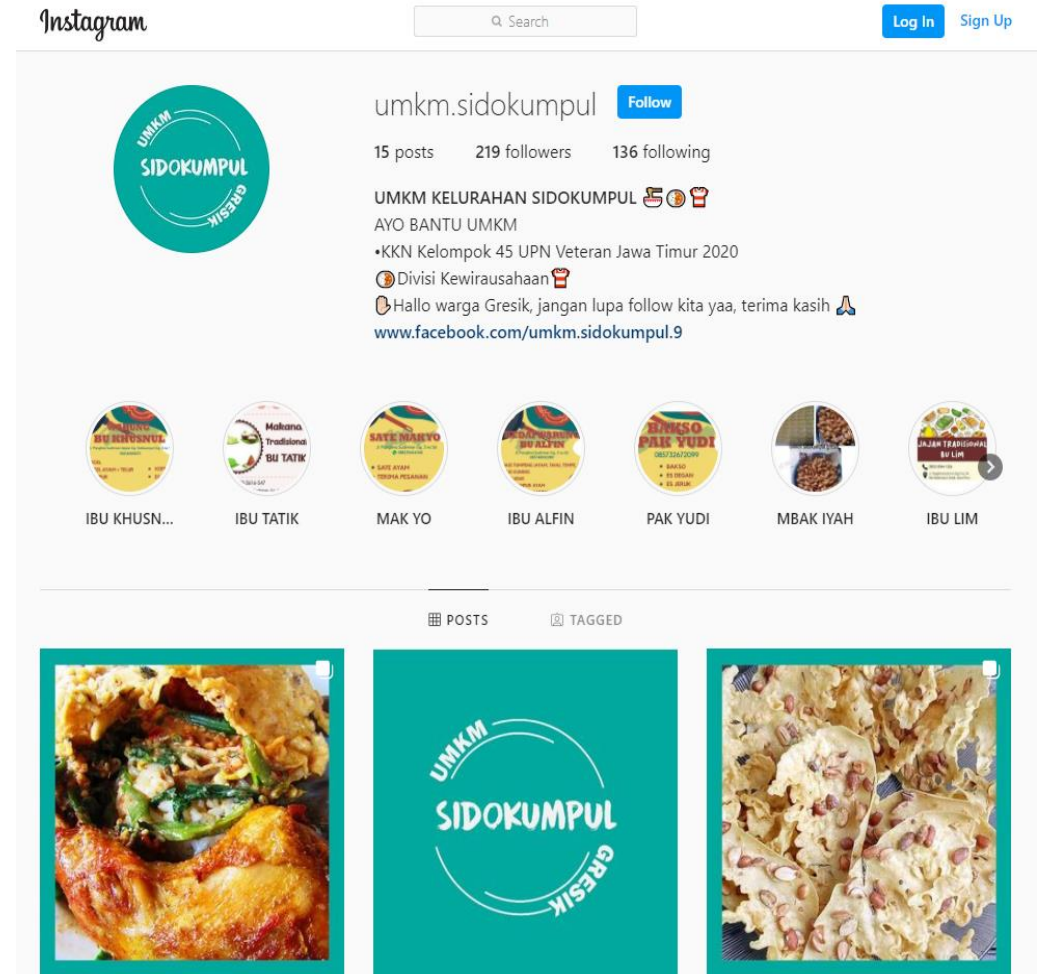 Instagram
Search
Log In
Sign Up
UMKM
SIDOKUMPUL
GRESIK
umkm.sidokumpul
Follow
15 posts 219 followers 136 following
UMKM KELURAHAN SIDOKUMPUL
AYO BANTU UMKM
•KKN Kelompok 45 UPN Veteran Jawa Timur 2020
Divisi Kewirausahaan
Hallo warga Gresik, jangan lupa follow kita yaa, terima kasih
www.facebook.com/umkm.sidokumpul.9
WARUNG
BU KHUSNUL
Makana
Tradisional
BU TATIK
SATE MAK YO
• SATE AYAM
• TERIMA PESANAN
BU ALFIN
BAKSO
PAK YUDI
085732672099
• BAKSO
• ES DEGAN
• ES JERUK
JAJAN TRADISIONAL
BU LIM
IBU KHUSN...
IBU TATIK
MAK YO
IBU ALFIN
PAK YUDI
MBAK IYAH
IBU LIM
POSTS
TAGGED
UMKM
SIDOKUMPUL
GRESIK